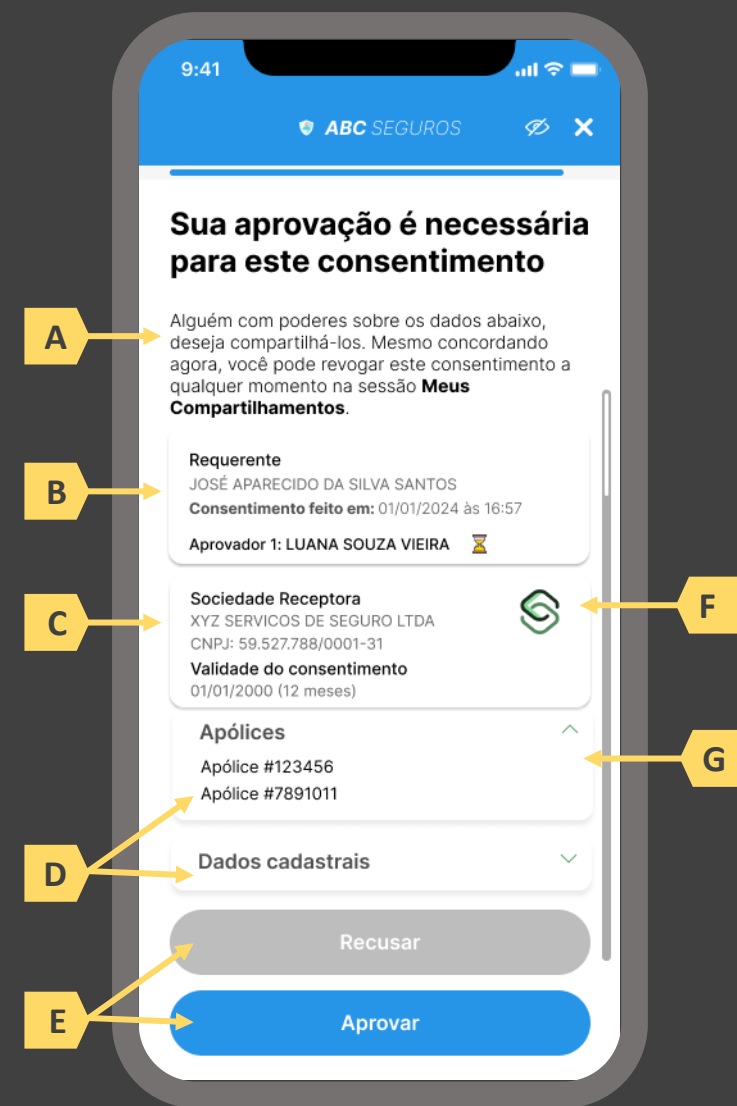 9:41
ABC SEGUROS
Sua aprovação é necessária
para este consentimento
A
Alguém com poderes sobre os dados abaixo,
deseja compartilhá-los. Mesmo concordando
agora, você pode revogar este consentimento a
qualquer momento na sessão Meus
Compartilhamentos.
B
Requerente
JOSÉ APARECIDO DA SILVA SANTOS
Consentimento feito em: 01/01/2024 às 16:57
Aprovador 1: LUANA SOUZA VIEIRA
C
Sociedade Receptora
XYZ SERVICOS DE SEGURO LTDA
CNPJ: 59.527.788/0001-31
Validade do consentimento
01/01/2000 (12 meses)
F
Apólices
Apólice #123456
Apólice #7891011
G
D
Dados cadastrais
Recusar
E
Aprovar